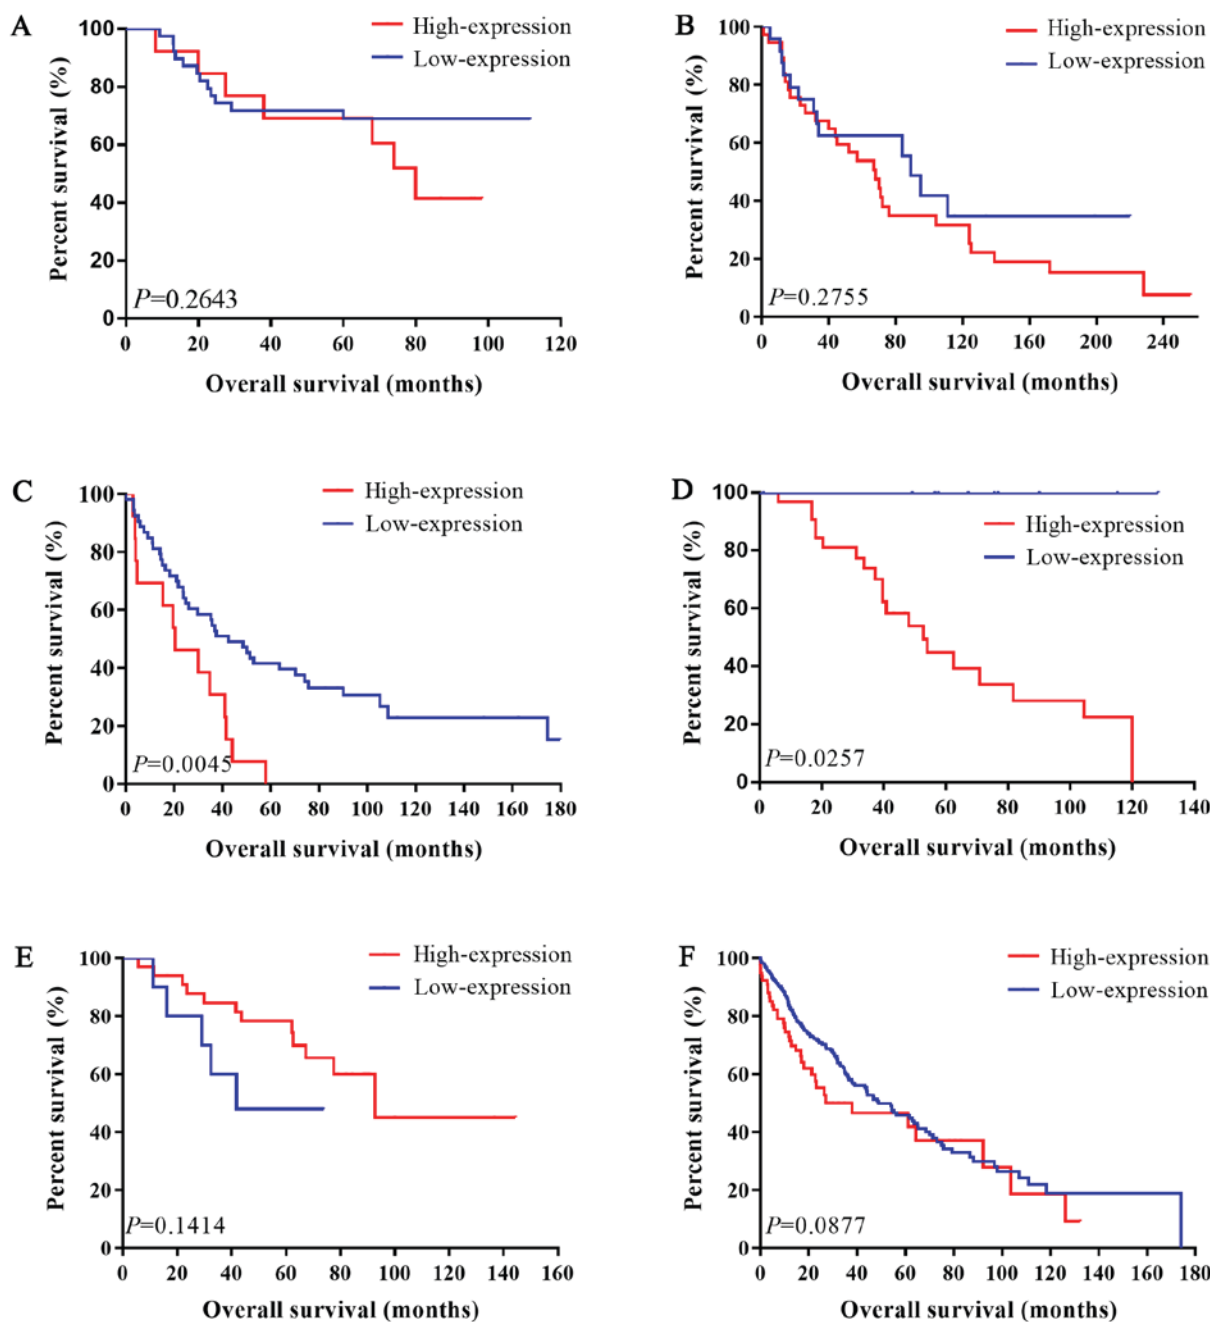 A
High-expression
Low-expression
Percent survival (%)
100
80
60
40
20
0
P=0.2643
0 20 40 60 80 100 120
Overall survival (months)
B
High-expression
Low-expression
Percent survival (%)
100
80
60
40
20
0
P=0.2755
0 40 80 120 160 200 240
Overall survival (months)
C
High-expression
Low-expression
Percent survival (%)
100
80
60
40
20
0
P=0.0045
0 20 40 60 80 100 120 140 160 180
Overall survival (months)
D
High-expression
Low-expression
Percent survival (%)
100
80
60
40
20
0
P=0.0257
0 20 40 60 80 100 120 140
Overall survival (months)
E
High-expression
Low-expression
Percent survival (%)
100
80
60
40
20
0
P=0.1414
0 20 40 60 80 100 120 140 160
Overall survival (months)
F
High-expression
Low-expression
Percent survival (%)
100
80
60
40
20
0
P=0.0877
0 20 40 60 80 100 120 140 160 180
Overall survival (months)